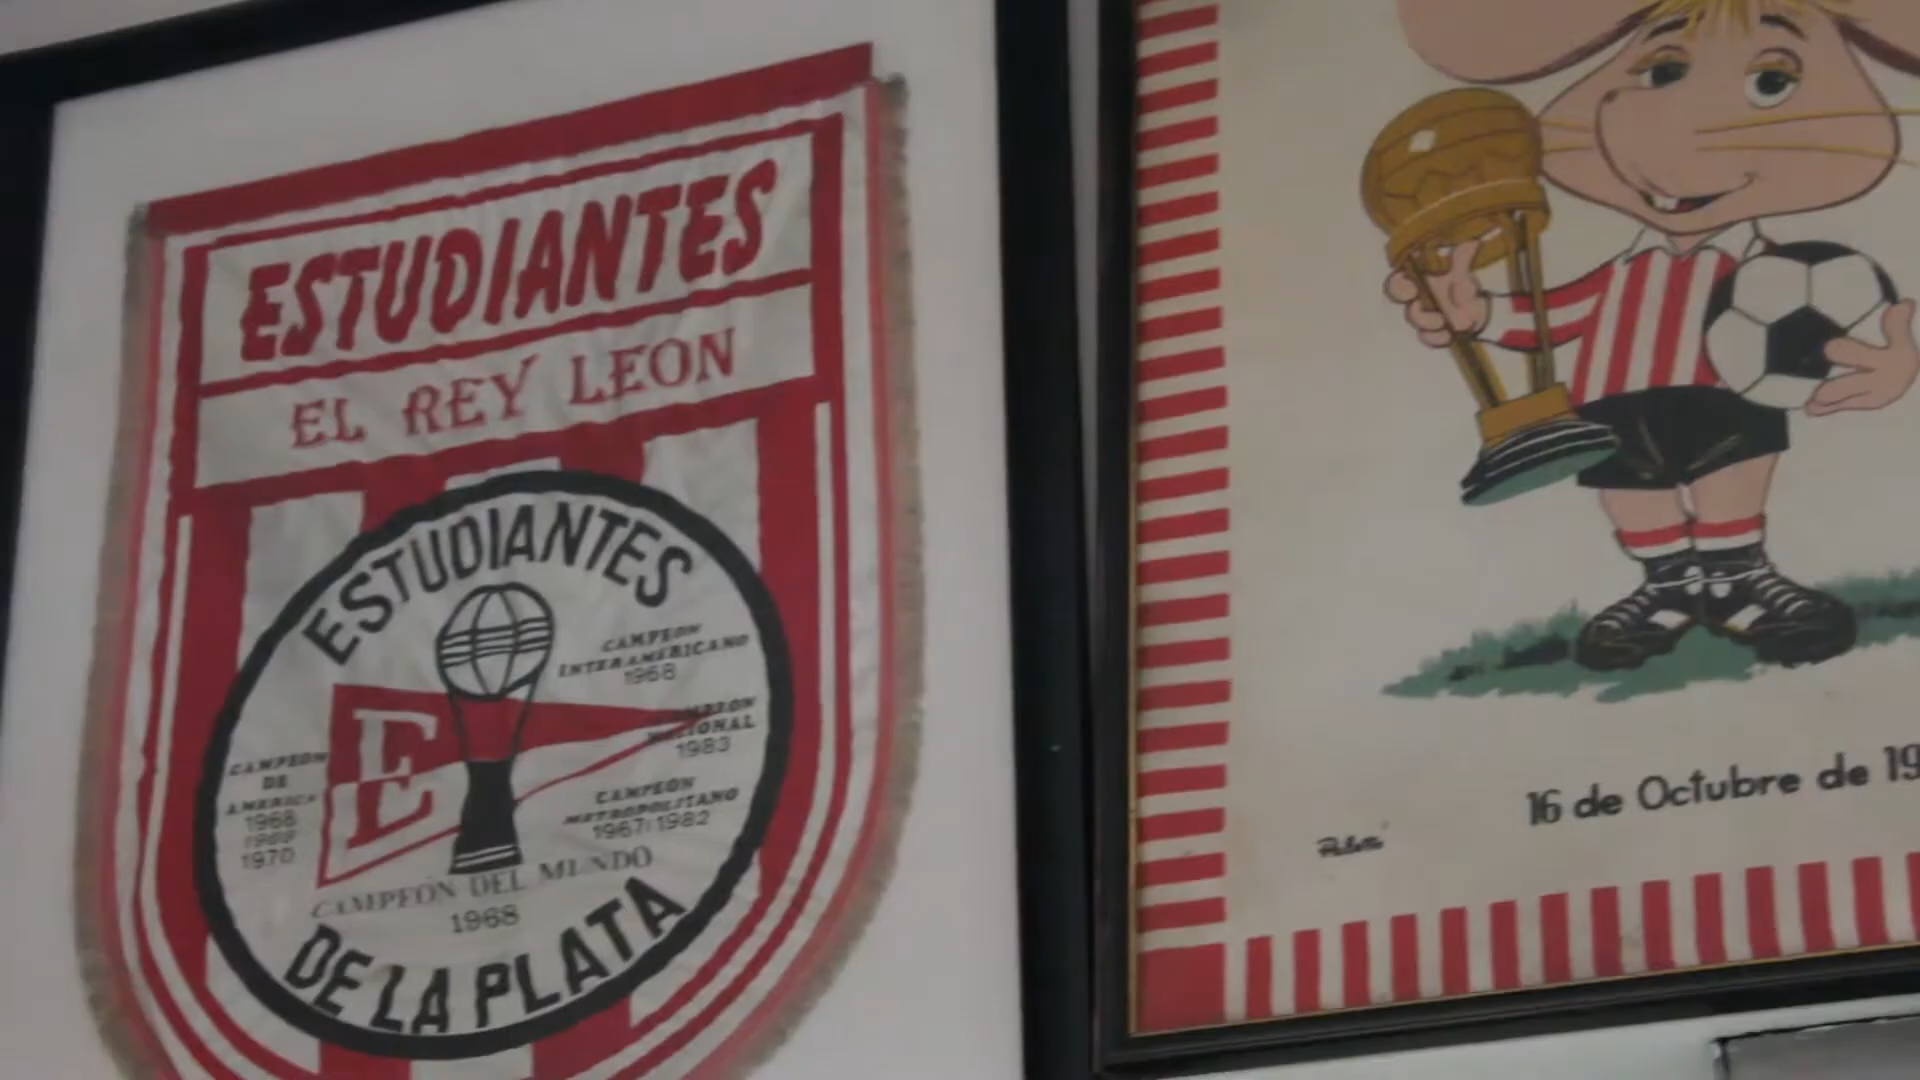 ESTUDIANTES
EL REY LEON
ESTUDIANTES
CAMPEON
INTERAMERICANO
1968
CAMPEON
NACIONAL
1983
CAMPEON
DE
AMERICA
1968
1969
1970
E
CAMPEON
METROPOLITANO
1967/1982
CAMPEON DEL MUNDO
1968
DE LA PLATA
16 de Octubre de 19